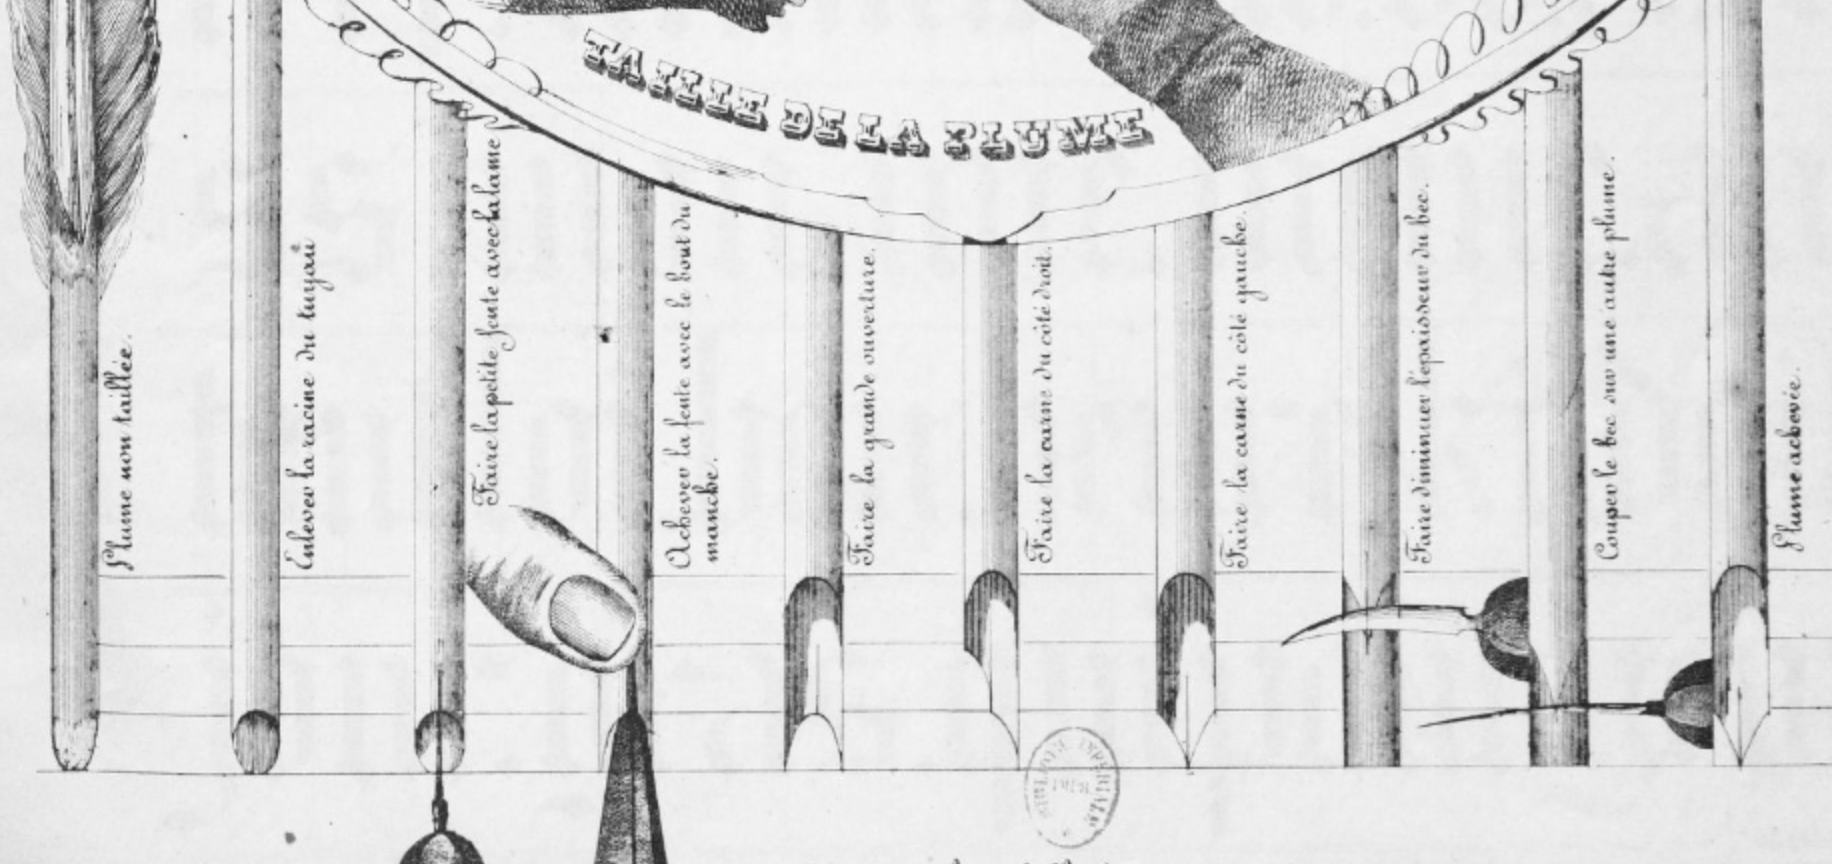 TAILLE DE LA PLUME
Plume non taillée.
Enlever la racine du tuyau
Faire la petite fente avec la lame
Achever la fente avec le bout du
manche.
Faire la grande ouverture.
Faire la carne du côté droit.
Faire la carne du côté gauche.
Faire diminuer l'épaisseur du bec.
Couper le bec sur une autre plume.
Plume achevée.